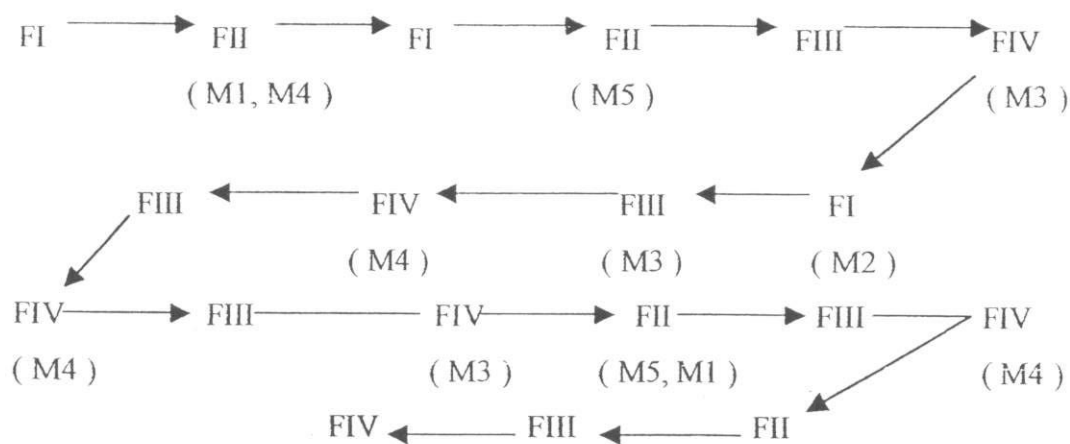 FI FII FI FII FIII FIV
( M1, M4 ) ( M5 ) ( M3 )
FIII FIV FIII FI
( M4 ) ( M3 ) ( M2 )
FIV FIII FIV FII FIII FIV
( M4 ) ( M3 ) ( M5, M1 ) ( M4 )
FIV FIII FII